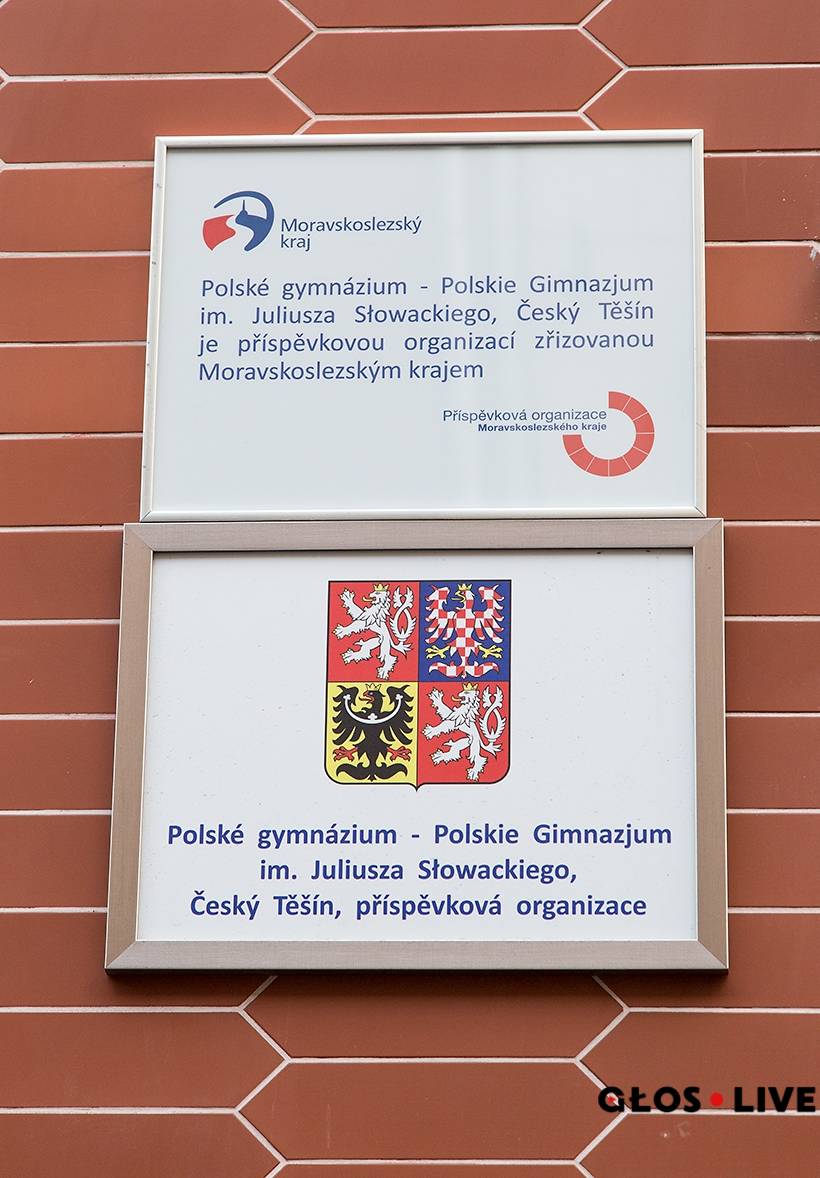 Moravskoslezský
kraj
Polské gymnázium - Polskie Gimnazjum
im. Juliusza Słowackiego, Český Těšín
je příspěvkovou organizací zřizovanou
Moravskoslezským krajem
Příspěvková organizace
Moravskoslezského kraje
Polské gymnázium - Polskie Gimnazjum
im. Juliusza Słowackiego,
Český Těšín, příspěvková organizace
GŁOS LIVE